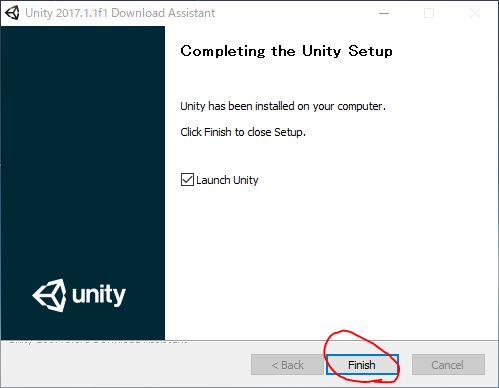 Unity 2017.1.1f1 Download Assistant
Completing the Unity Setup
Unity has been installed on your computer.
Click Finish to close Setup.
Launch Unity
unity
< Back
Finish
Cancel